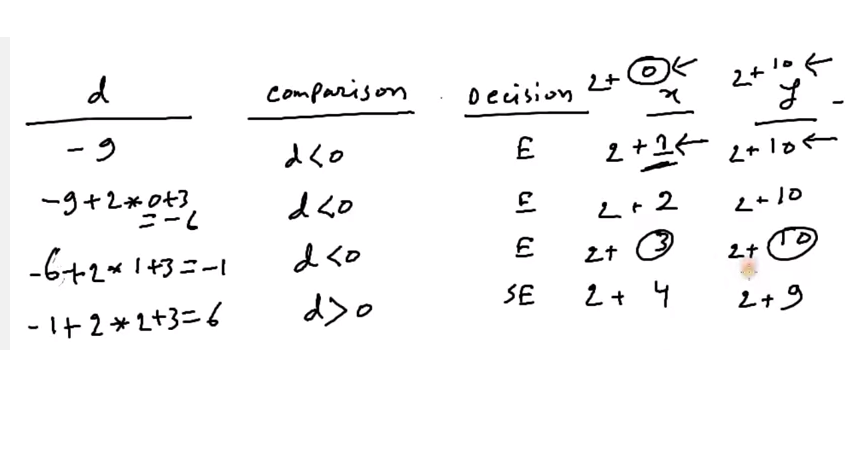 2+ 0 ← 2+10 ←
d comparison Decision x y
-9 d<0 E 2+1 ← 2+10 ←
-9+2*0+3 d<0 E 2+2 2+10
=-6
-6+2*1+3=-1 d<0 E 2+ 3 2+ 10
-1+2*2+3=6 d>0 SE 2+ 4 2+9